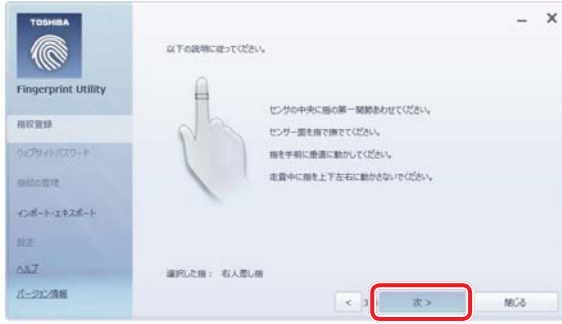 TOSHIBA
Fingerprint Utility
指紋登録
ウェブサイト/パスワード
指紋の管理
インポート・エキスポート
設定
ヘルプ
バージョン情報
以下の説明に従ってください。
センサの中央に指の第一関節あわせてください。
センサー面を指で撫でてください。
指を手前に垂直に動かしてください。
走査中に指を上下左右に動かさないでください。
選択した指： 右人差し指
<
次 >
閉じる